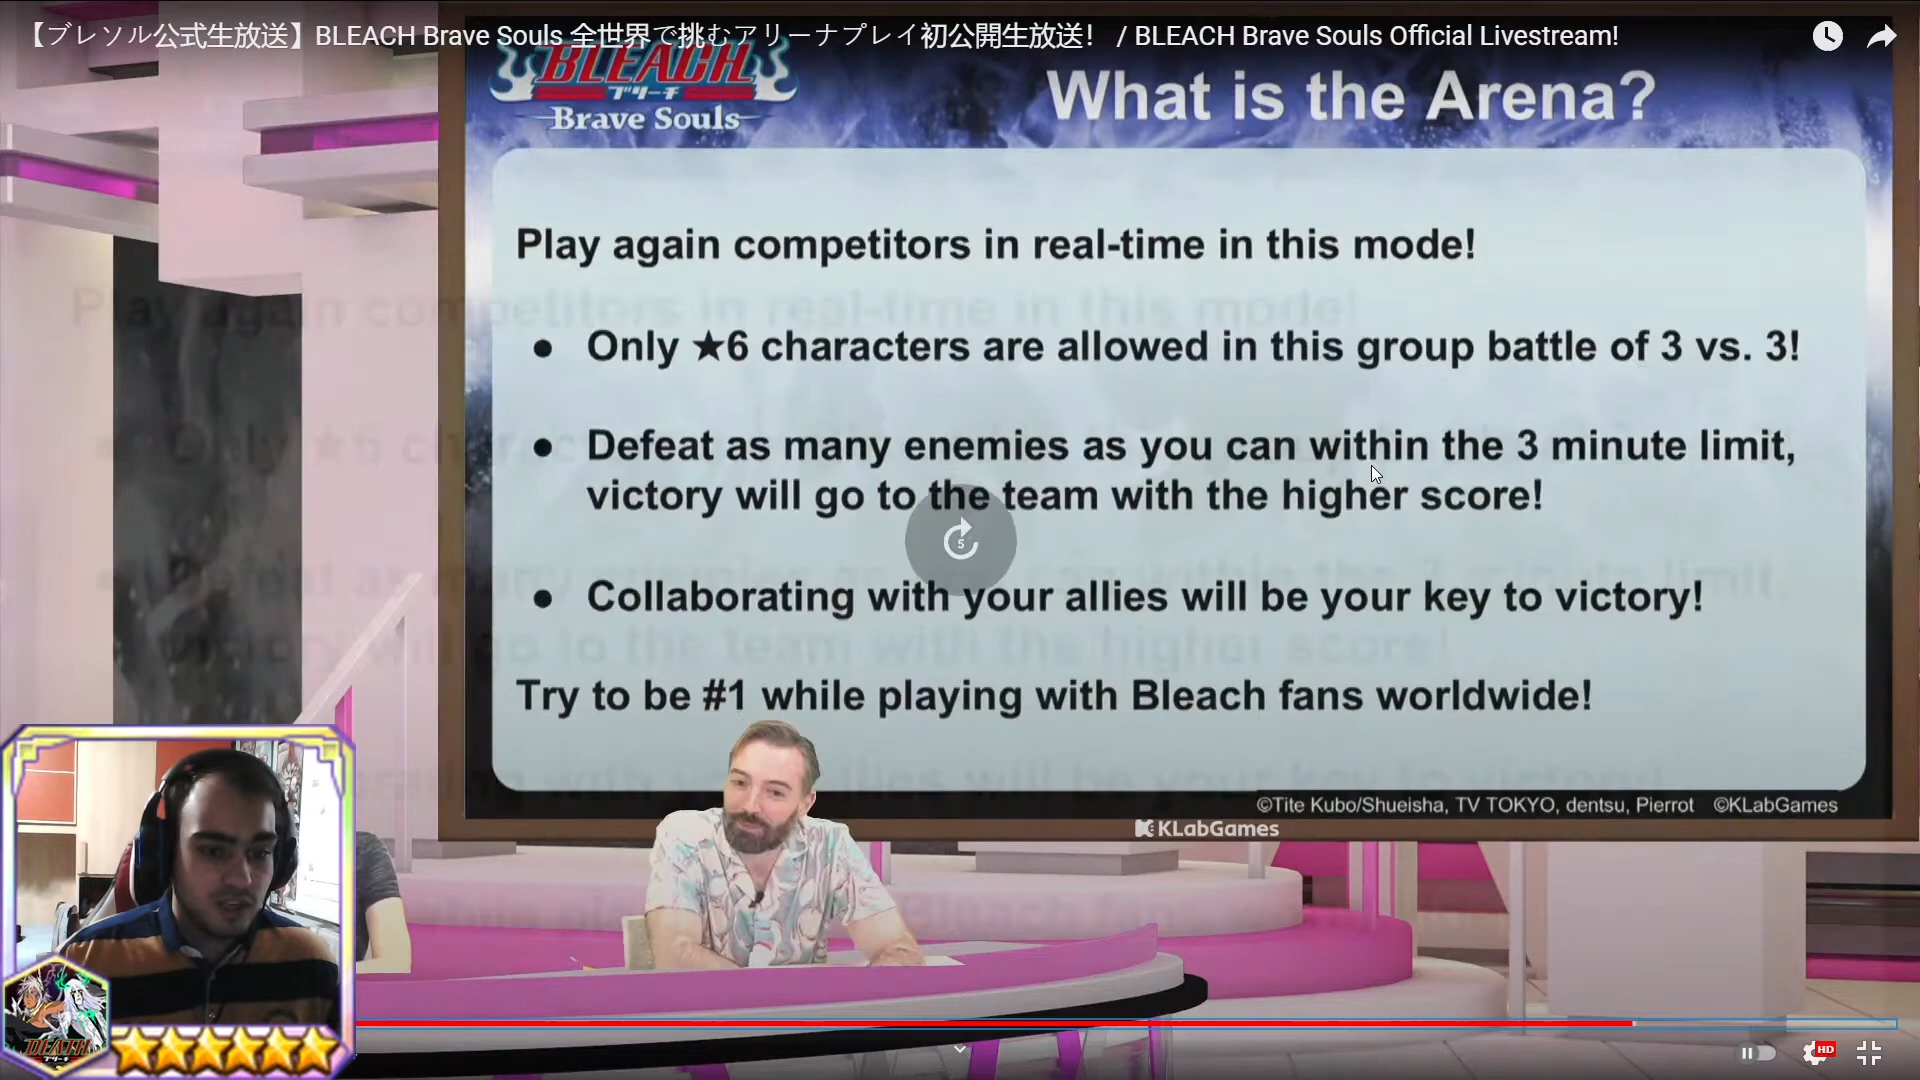 【ブレソル公式生放送】BLEACH Brave Souls 全世界で挑むアリーナプレイ初公開生放送! / BLEACH Brave Souls Official Livestream!
BLEACH
ブリーチ
Brave Souls
What is the Arena?
Play again competitors in real-time in this mode!
● Only ★6 characters are allowed in this group battle of 3 vs. 3!
● Defeat as many enemies as you can within the 3 minute limit,
victory will go to the team with the higher score!
● Collaborating with your allies will be your key to victory!
Try to be #1 while playing with Bleach fans worldwide!
©Tite Kubo/Shueisha, TV TOKYO, dentsu, Pierrot ©KLabGames
KLabGames
5
DEATH
HD